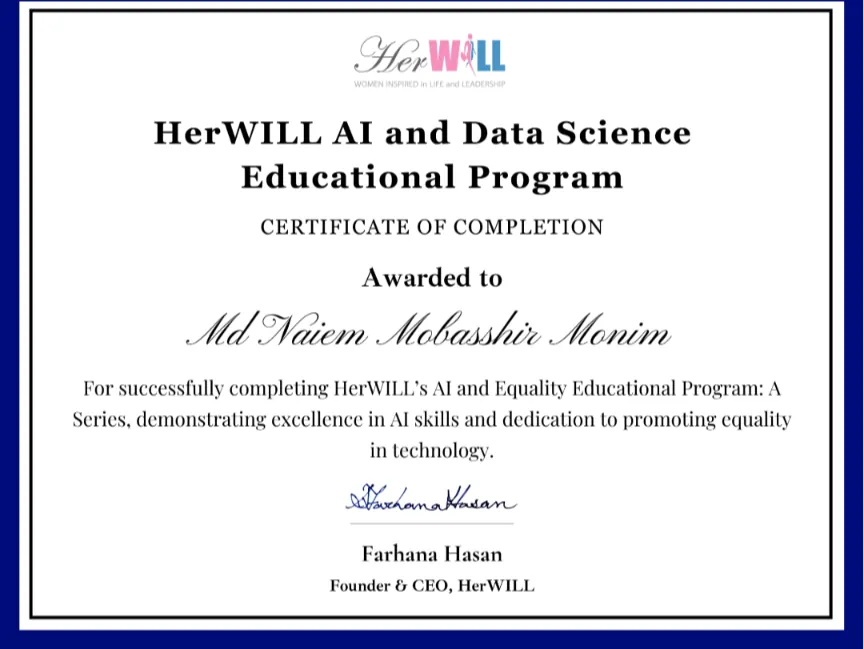 HerWILL
WOMEN INSPIRED in LIFE and LEADERSHIP
HerWILL AI and Data Science
Educational Program
CERTIFICATE OF COMPLETION
Awarded to
Md Naiem Mobasshir Monim
For successfully completing HerWILL’s AI and Equality Educational Program: A
Series, demonstrating excellence in AI skills and dedication to promoting equality
in technology.
Farhana Hasan
Farhana Hasan
Founder & CEO, HerWILL